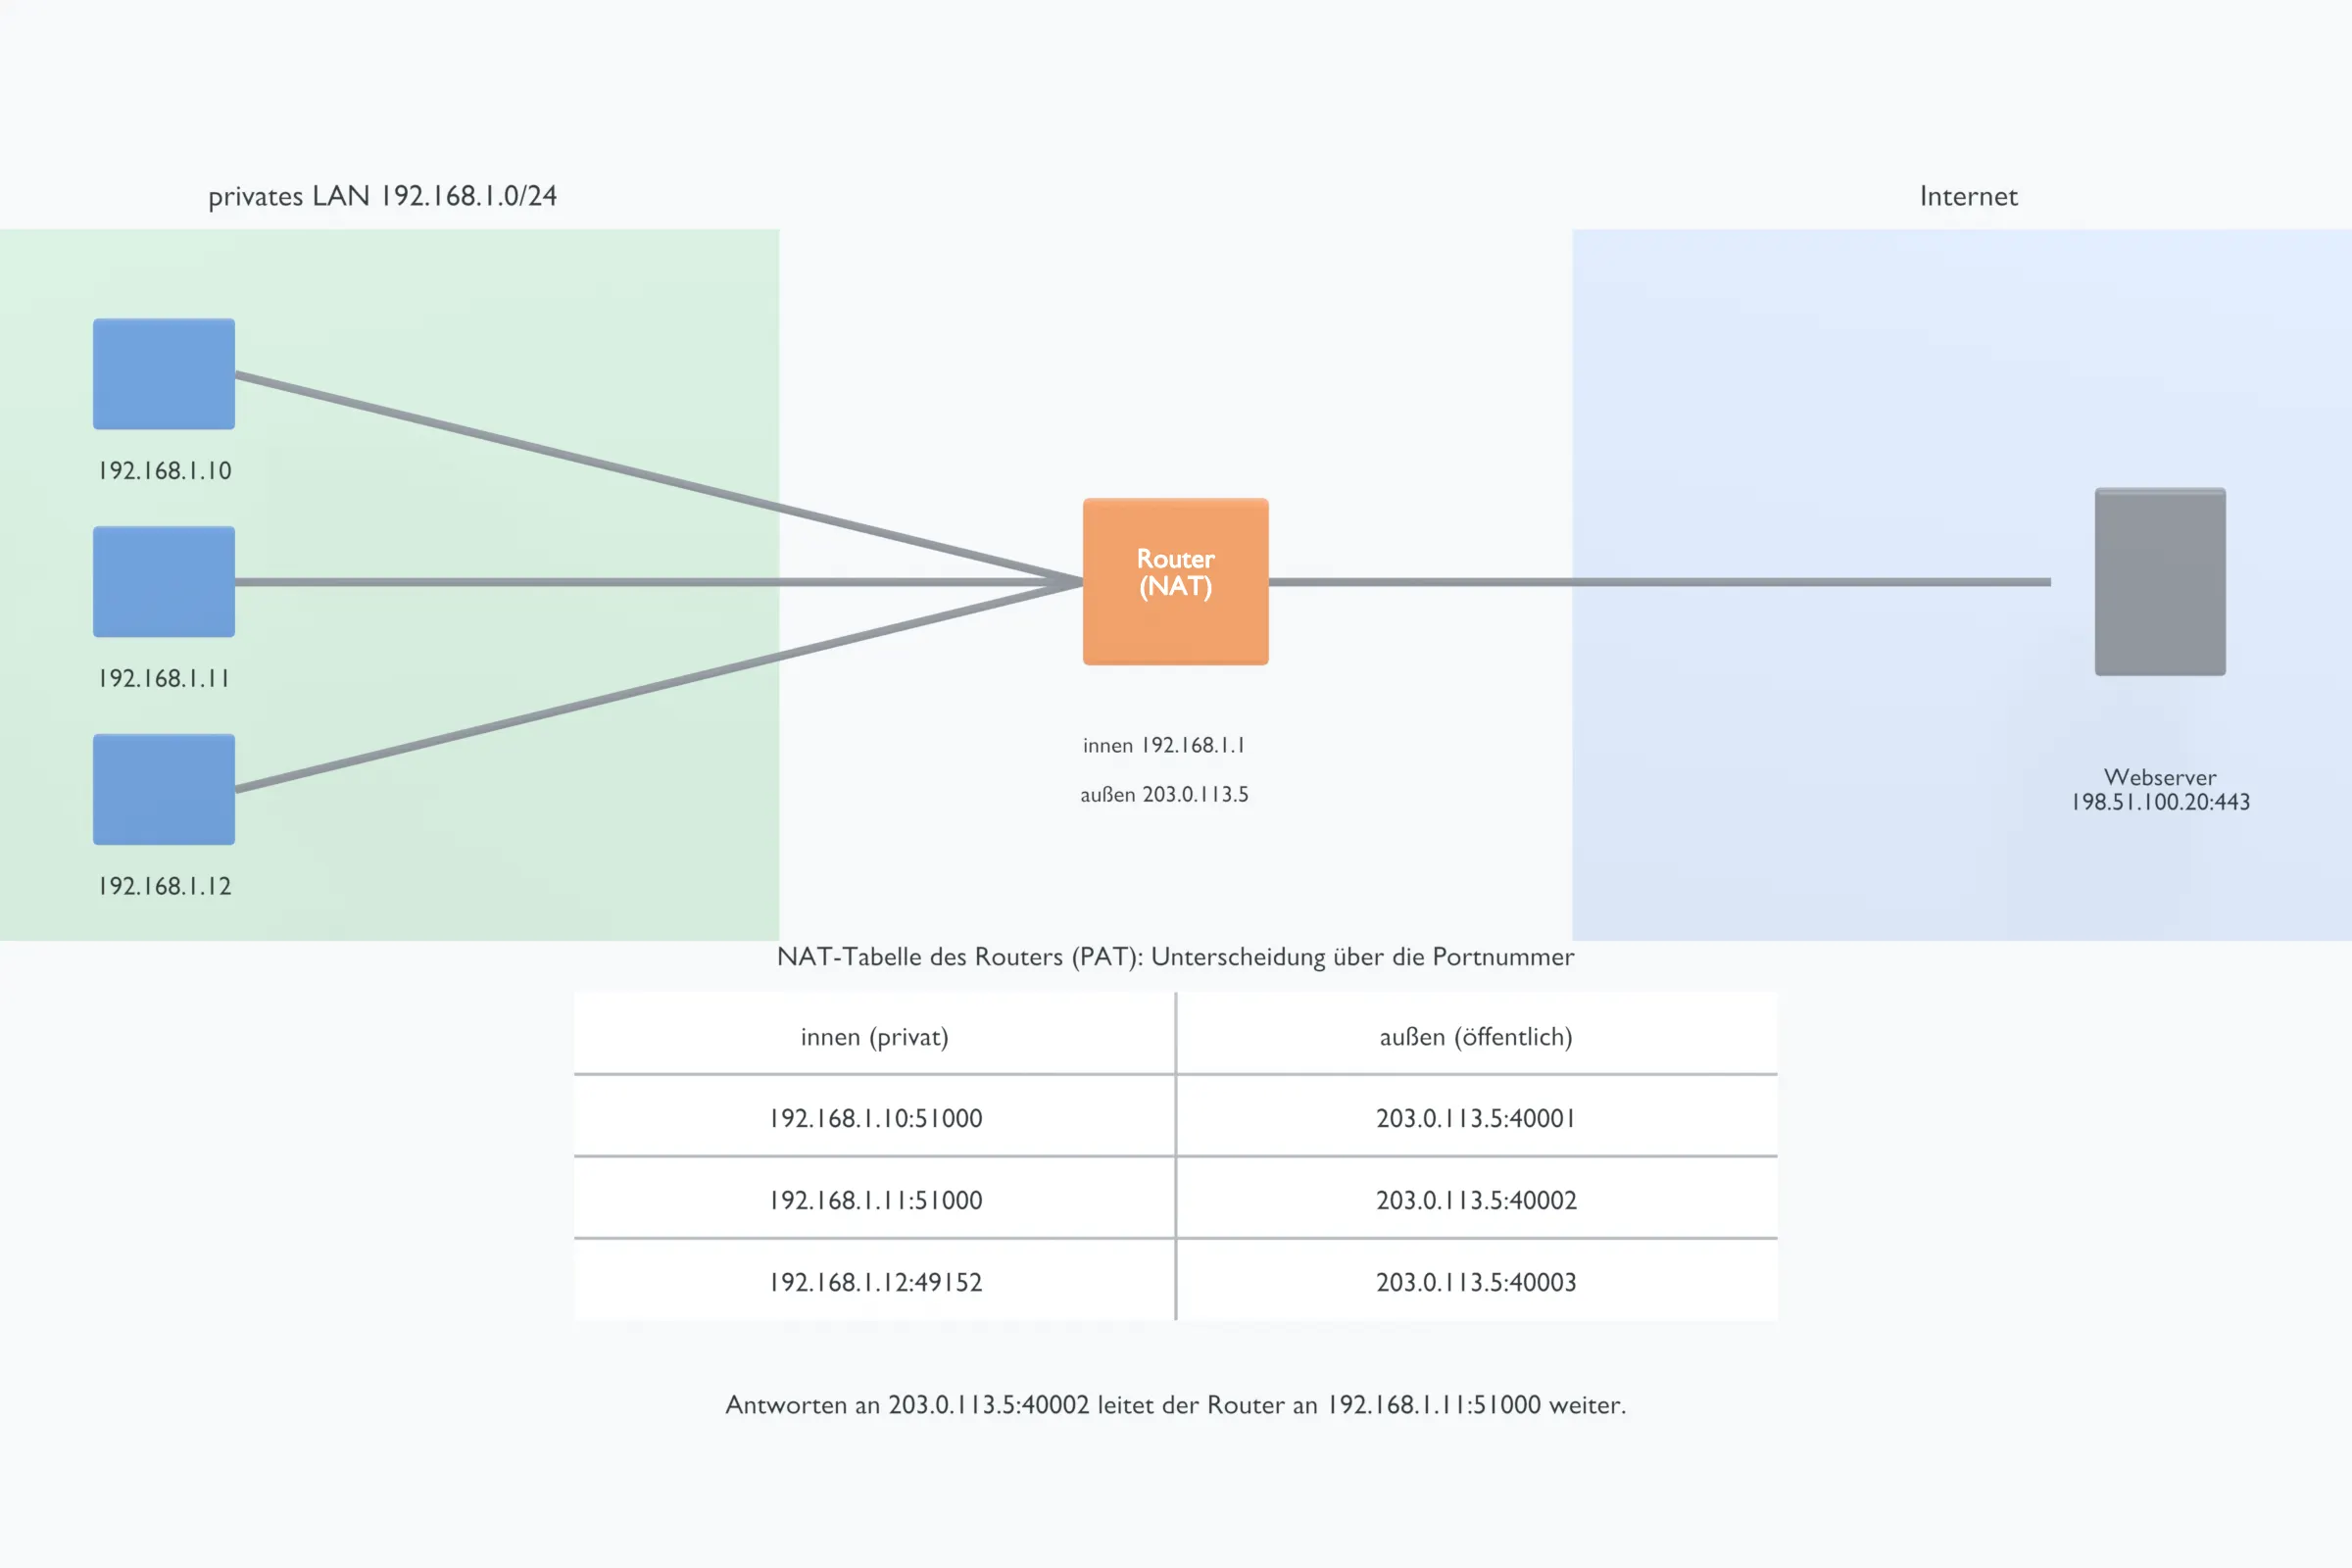 privates LAN 192.168.1.0/24
Internet
192.168.1.10
192.168.1.11
192.168.1.12
Router
(NAT)
innen 192.168.1.1
außen 203.0.113.5
Webserver
198.51.100.20:443
NAT-Tabelle des Routers (PAT): Unterscheidung über die Portnummer
innen (privat) außen (öffentlich)
192.168.1.10:51000 203.0.113.5:40001
192.168.1.11:51000 203.0.113.5:40002
192.168.1.12:49152 203.0.113.5:40003
Antworten an 203.0.113.5:40002 leitet der Router an 192.168.1.11:51000 weiter.